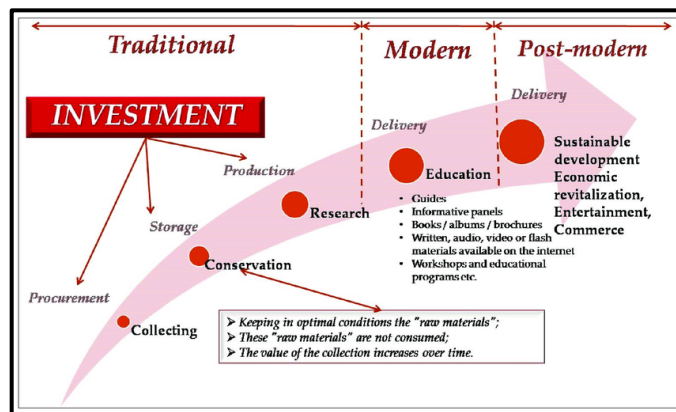 Traditional
Modern
Post-modern
INVESTMENT
Delivery
Delivery
Production
Storage
Procurement
Collecting
Conservation
Research
Education
• Guides
• Informative panels
• Books / albums / brochures
• Written, audio, video or flash
materials available on the internet
• Workshops and educational
programs etc.
Sustainable
development
Economic
revitalization,
Entertainment,
Commerce
➢ Keeping in optimal conditions the "raw materials";
➢ These "raw materials" are not consumed;
➢ The value of the collection increases over time.